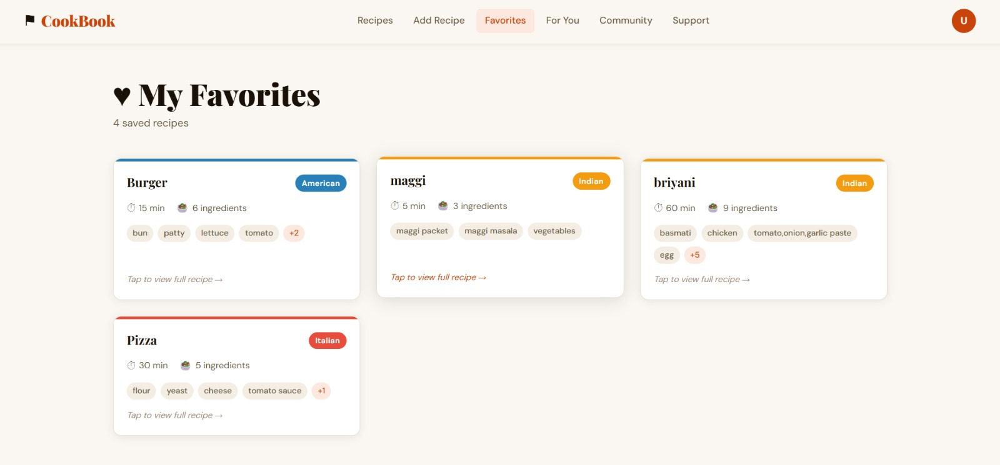 CookBook
Recipes Add Recipe Favorites For You Community Support
U
♥ My Favorites
4 saved recipes
Burger American
15 min 6 ingredients
bun patty lettuce tomato +2
Tap to view full recipe →
maggi Indian
5 min 3 ingredients
maggi packet maggi masala vegetables
Tap to view full recipe →
briyani Indian
60 min 9 ingredients
basmati chicken tomato,onion,garlic paste
egg +5
Tap to view full recipe →
Pizza Italian
30 min 5 ingredients
flour yeast cheese tomato sauce +1
Tap to view full recipe →